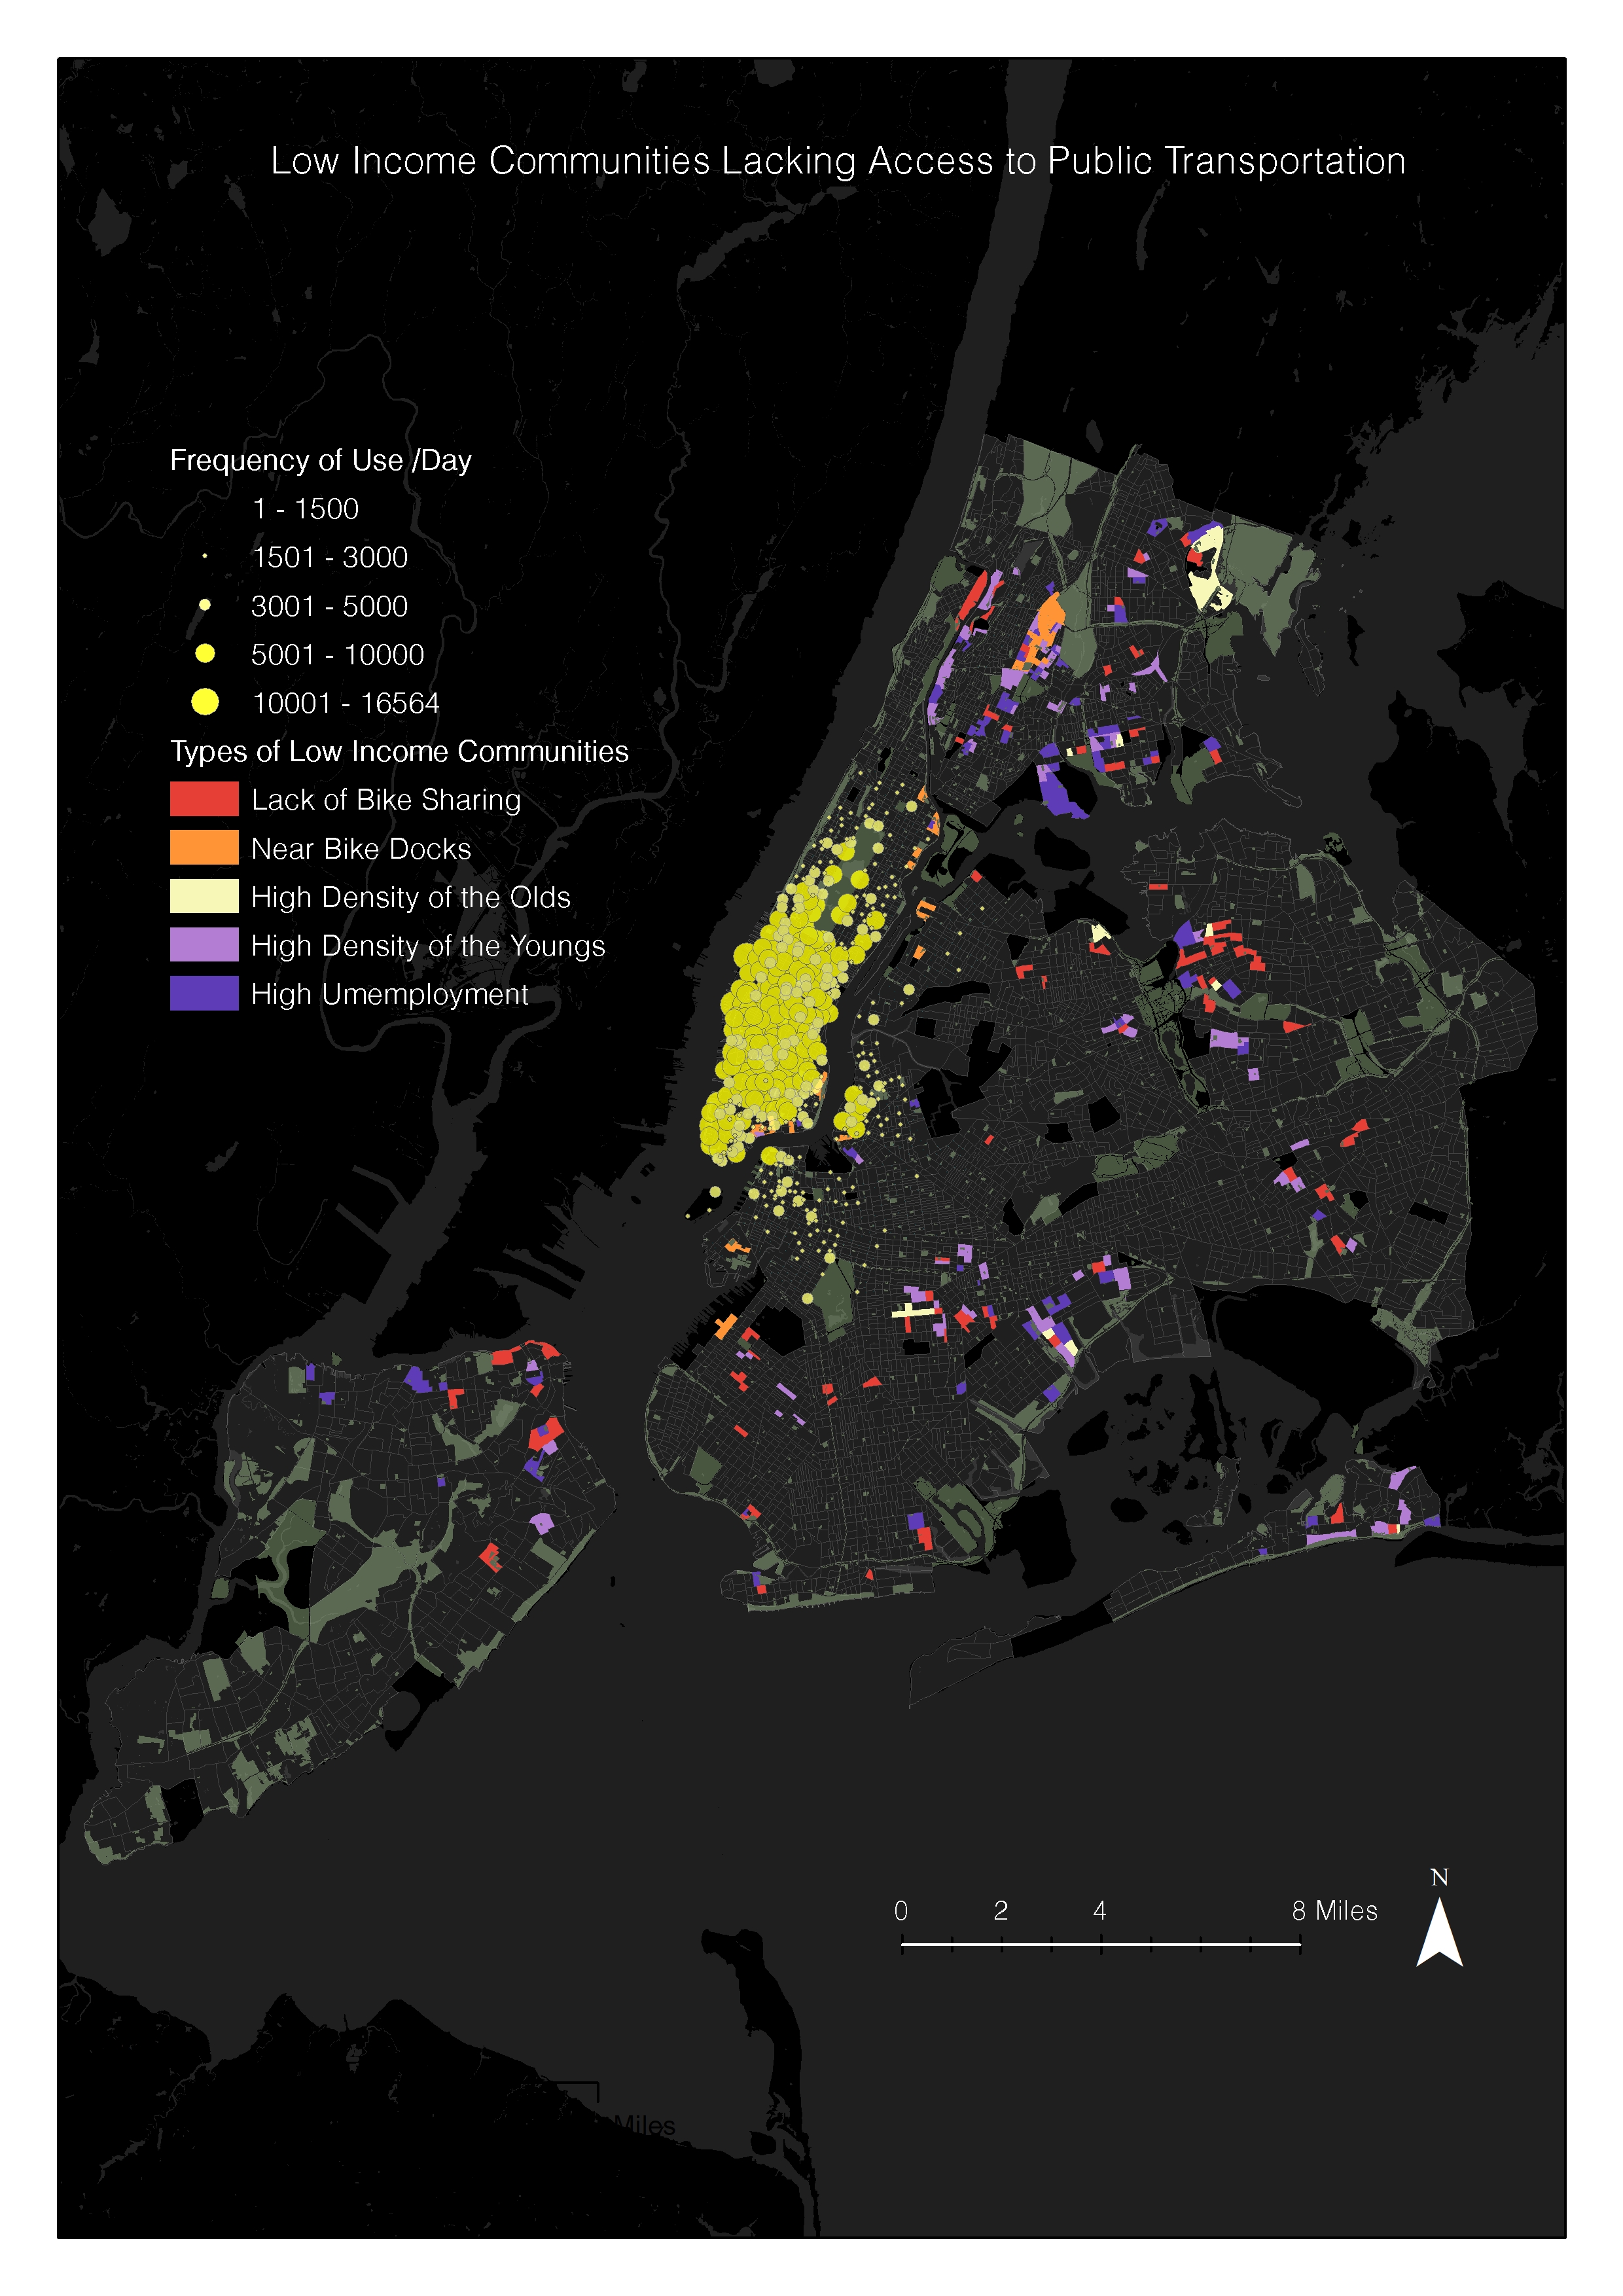 Low Income Communities Lacking Access to Public Transportation
Frequency of Use /Day
1 - 1500
1501 - 3000
3001 - 5000
5001 - 10000
10001 - 16564
Types of Low Income Communities
Lack of Bike Sharing
Near Bike Docks
High Density of the Olds
High Density of the Youngs
High Umemployment
N
0 2 4 8 Miles
Miles